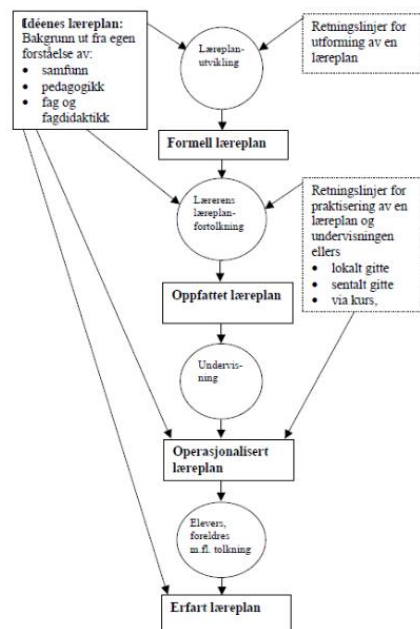 Idéenes læreplan:
Bakgrunn ut fra egen
forståelse av:
• samfunn
• pedagogikk
• fag og
fagdidaktikk
Læreplan-
utvikling
Retningslinjer for
utforming av en
læreplan
Formell læreplan
Lærerens
læreplan-
fortolkning
Retningslinjer for
praktisering av en
læreplan og
undervisningen
ellers
• lokalt gitte
• sentalt gitte
• via kurs,
Oppfattet læreplan
Undervis-
ning
Operasjonalisert
læreplan
Elevers,
foreldres
m.fl. tolkning
Erfart læreplan